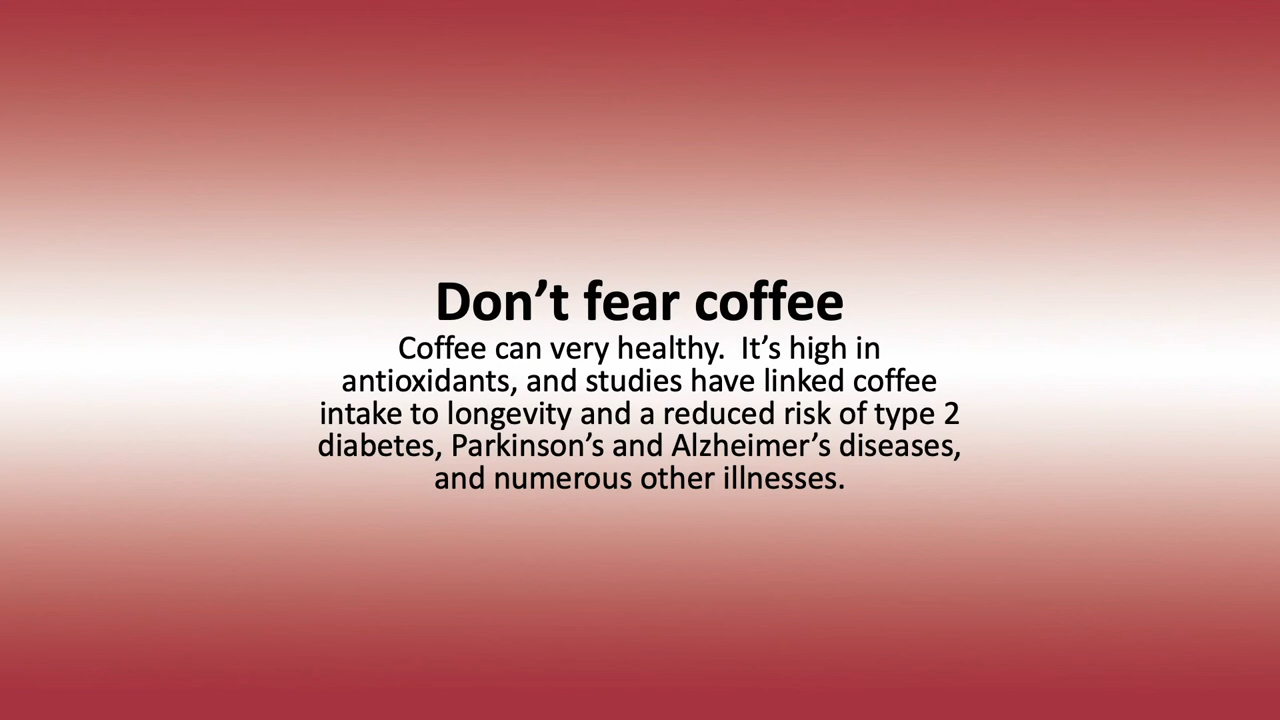 Don’t fear coffee
Coffee can very healthy.  It’s high in
antioxidants, and studies have linked coffee
intake to longevity and a reduced risk of type 2
diabetes, Parkinson’s and Alzheimer’s diseases,
and numerous other illnesses.